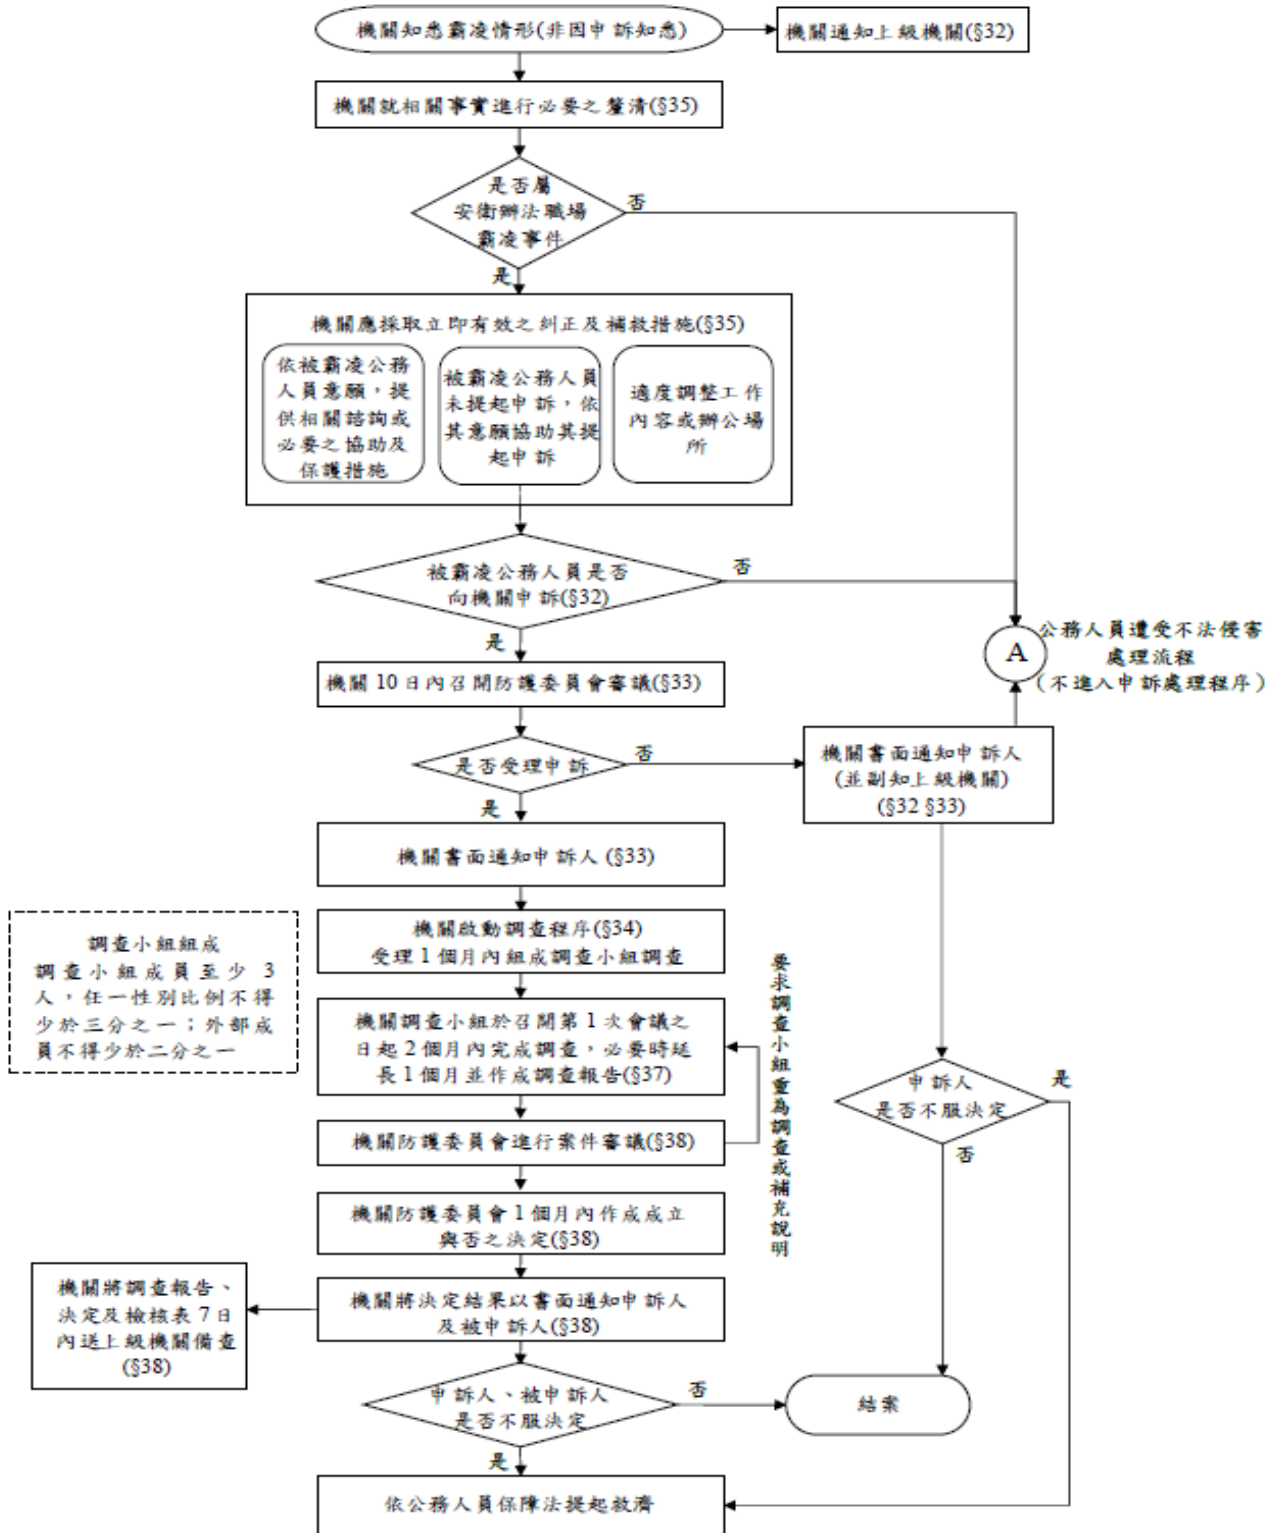 機關知悉霸凌情形(非因申訴知悉)
機關通知上級機關(§32)
機關就相關事實進行必要之釐清(§35)
是否屬
安衛辦法職場
霸凌事件
否
是
機關應採取立即有效之糾正及補救措施(§35)
依被霸凌公務
人員意願，提
供相關諮詢或
必要之協助及
保護措施
被霸凌公務人員
未提起申訴，依
其意願協助其提
起申訴
適度調整工作
內容或辦公場
所
被霸凌公務人員是否
向機關申訴(§32)
否
是
A
公務人員遭受不法侵害
處理流程
（不進入申訴處理程序）
機關 10 日內召開防護委員會審議(§33)
是否受理申訴
否
是
機關書面通知申訴人
(並副知上級機關)
(§32 §33)
機關書面通知申訴人 (§33)
機關啟動調查程序(§34)
受理 1 個月內組成調查小組調查
調查小組組成
調查小組成員至少 3
人，任一性別比例不得
少於三分之一；外部成
員不得少於二分之一
機關調查小組於召開第 1 次會議之
日起 2 個月內完成調查，必要時延
長 1 個月並作成調查報告(§37)
要求調查小組重為調查或補充說明
申訴人
是否不服決定
是
否
機關防護委員會進行案件審議(§38)
機關防護委員會 1 個月內作成成立
與否之決定(§38)
機關將決定結果以書面通知申訴人
及被申訴人(§38)
機關將調查報告、
決定及檢核表 7 日
內送上級機關備查
(§38)
申訴人、被申訴人
是否不服決定
否
是
結案
依公務人員保障法提起救濟